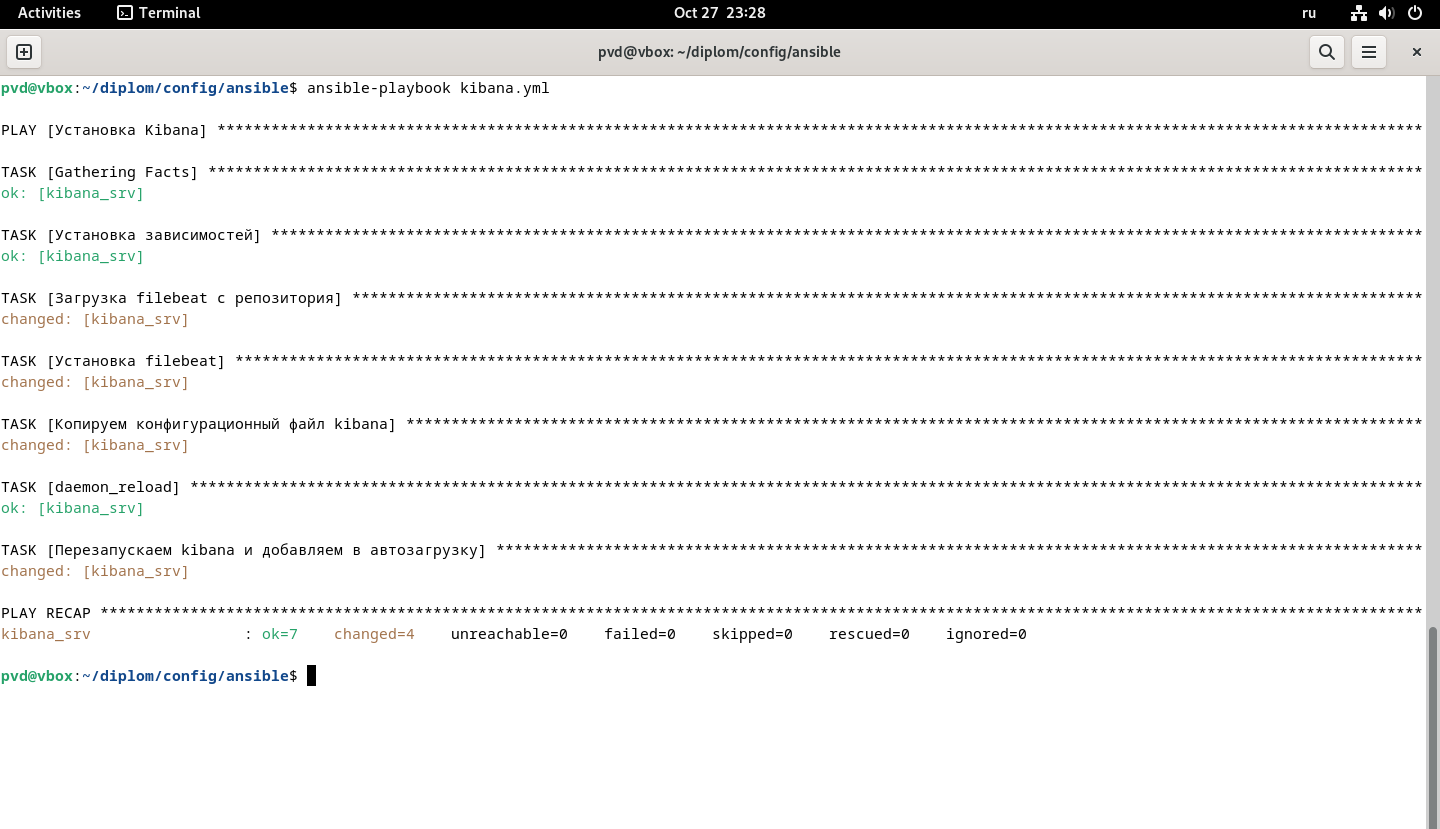 Activities Terminal Oct 27 23:28 ru
pvd@vbox: ~/diplom/config/ansible
pvd@vbox:~/diplom/config/ansible$ ansible-playbook kibana.yml
PLAY [Установка Kibana] **************************************************************************************************************************************
TASK [Gathering Facts] ***************************************************************************************************************************************
ok: [kibana_srv]
TASK [Установка зависимостей] ********************************************************************************************************************************
ok: [kibana_srv]
TASK [Загрузка filebeat с репозитория] ***********************************************************************************************************************
changed: [kibana_srv]
TASK [Установка filebeat] ************************************************************************************************************************************
changed: [kibana_srv]
TASK [Копируем конфигурационный файл kibana] *****************************************************************************************************************
changed: [kibana_srv]
TASK [daemon_reload] *****************************************************************************************************************************************
ok: [kibana_srv]
TASK [Перезапускаем kibana и добавляем в автозагрузку] *******************************************************************************************************
changed: [kibana_srv]
PLAY RECAP ***************************************************************************************************************************************************
kibana_srv : ok=7 changed=4 unreachable=0 failed=0 skipped=0 rescued=0 ignored=0
pvd@vbox:~/diplom/config/ansible$